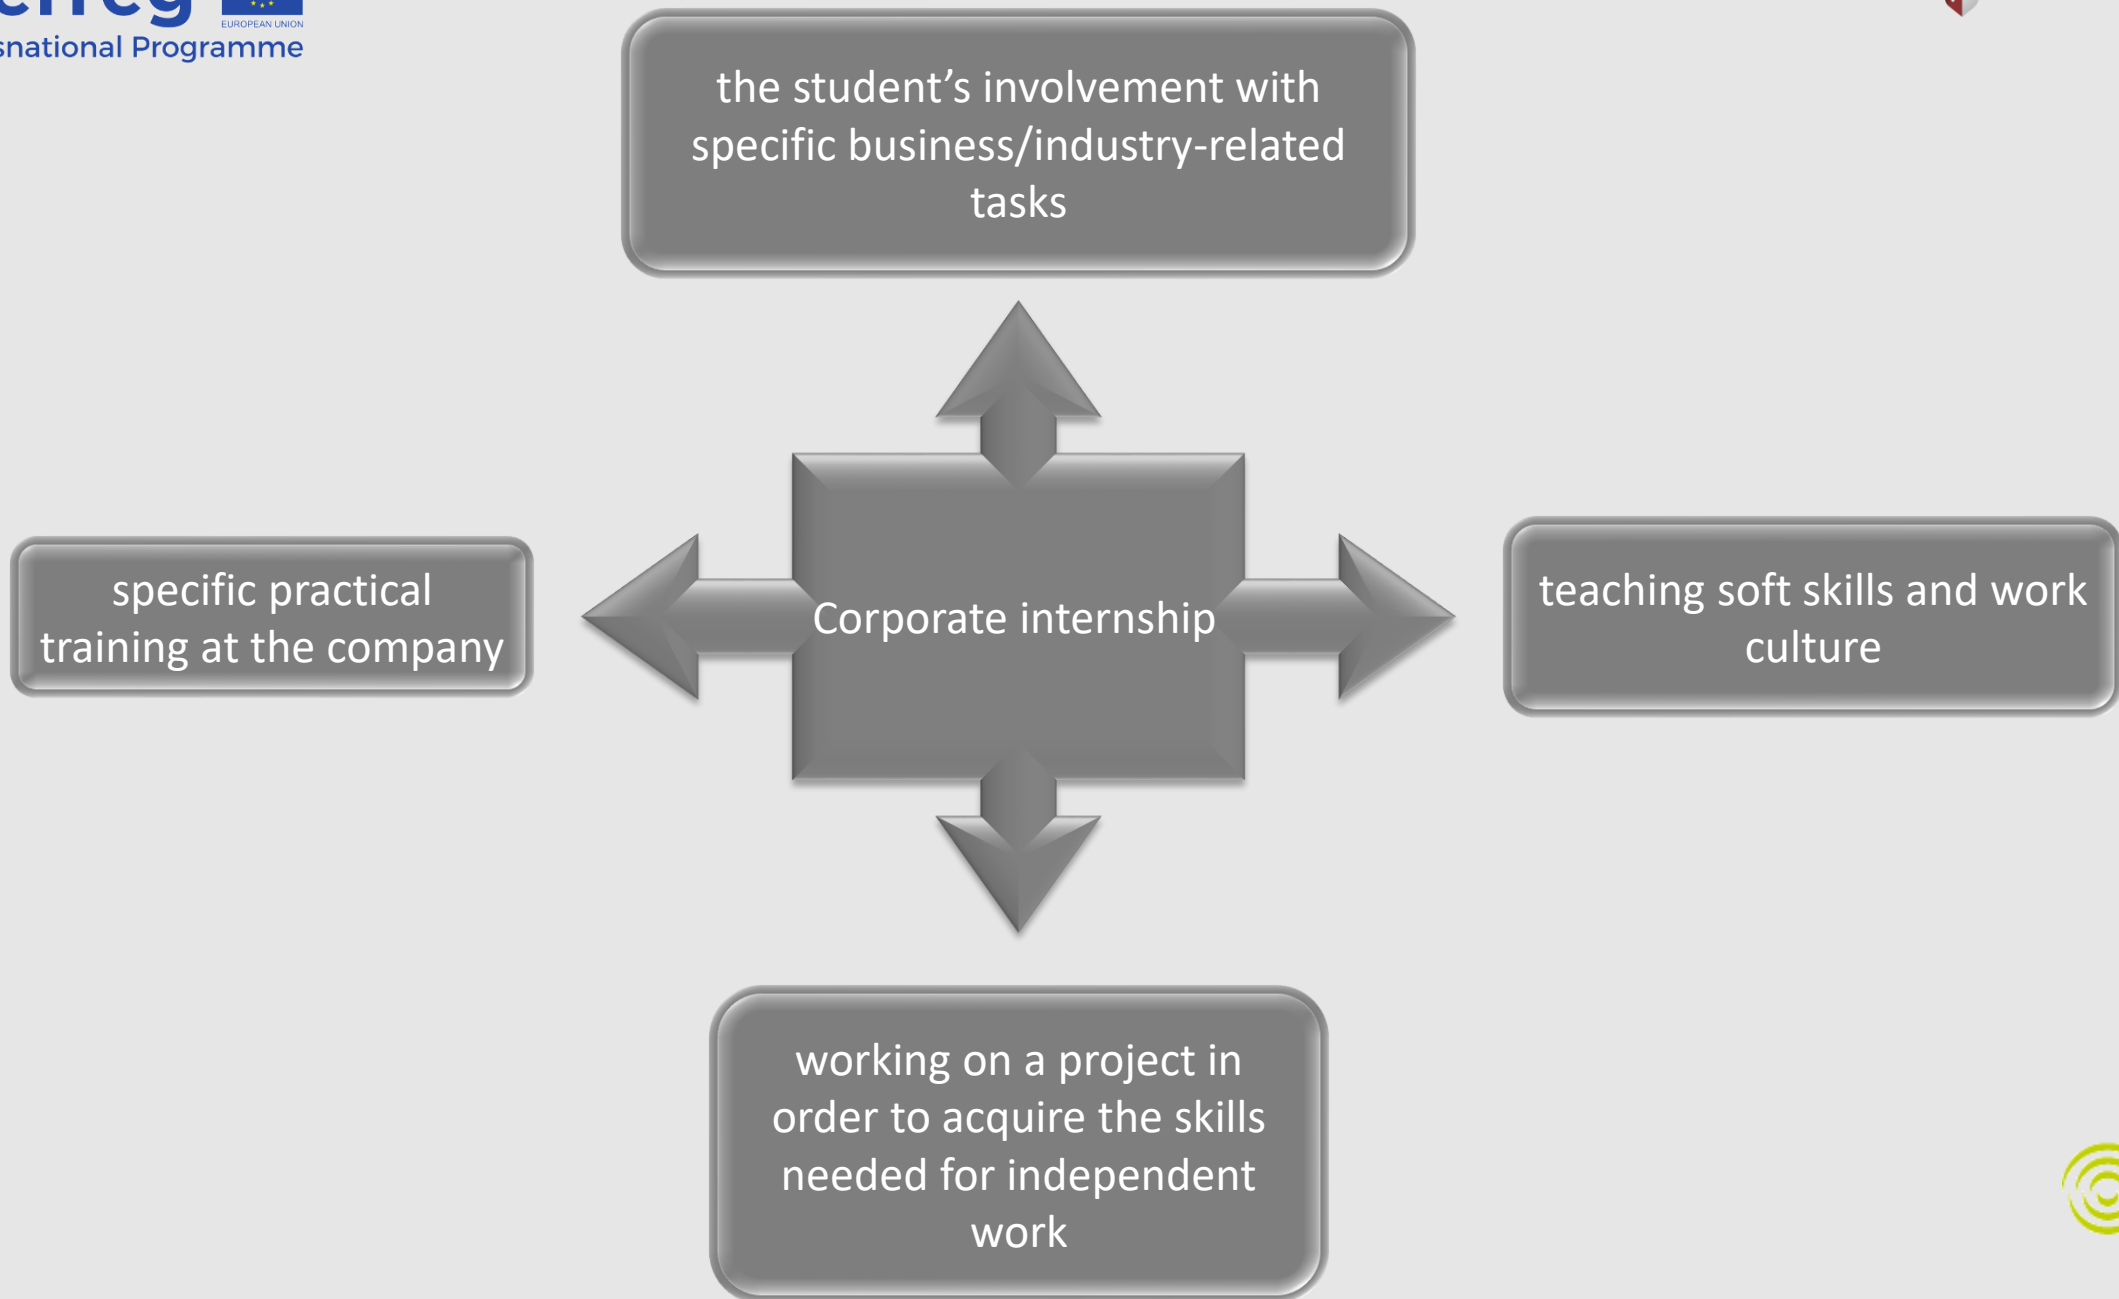 EUROPEAN UNION
Programme
the student’s involvement with
specific business/industry-related
tasks
specific practical
training at the company
Corporate internship
teaching soft skills and work
culture
working on a project in
order to acquire the skills
needed for independent
work